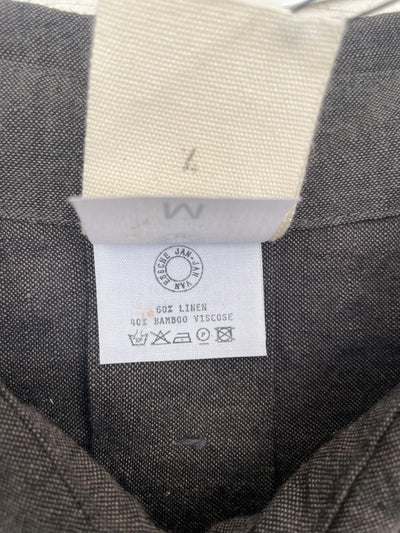 M
JAN-JAN VAN ESSCHE
60% LINEN
40% BAMBOO VISCOSE
P